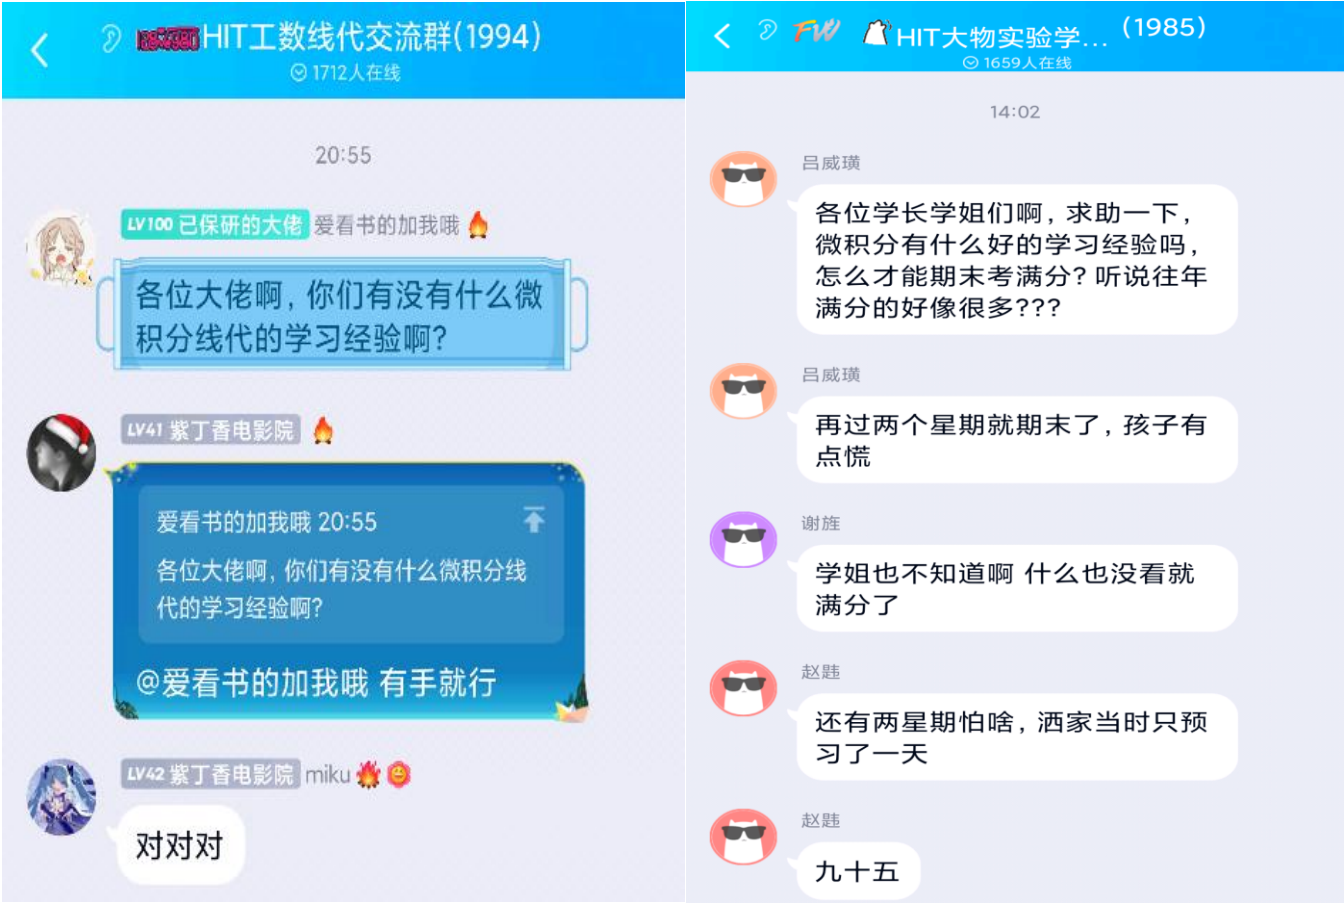 HIT工数线代交流群(1994)
1712人在线
20:55
LV100 已保研的大佬 爱看书的加我哦
各位大佬啊，你们有没有什么微
积分线代的学习经验啊?
LV41 紫丁香电影院
爱看书的加我哦 20:55
各位大佬啊，你们有没有什么微积分线
代的学习经验啊?
@爱看书的加我哦 有手就行
LV42 紫丁香电影院 miku
对对对
FW HIT大物实验学... (1985)
1659人在线
14:02
吕威璜
各位学长学姐们啊，求助一下，
微积分有什么好的学习经验吗，
怎么才能期末考满分? 听说往年
满分的好像很多???
吕威璜
再过两个星期就期末了，孩子有
点慌
谢旌
学姐也不知道啊 什么也没看就
满分了
赵韪
还有两星期怕啥，洒家当时只预
习了一天
赵韪
九十五